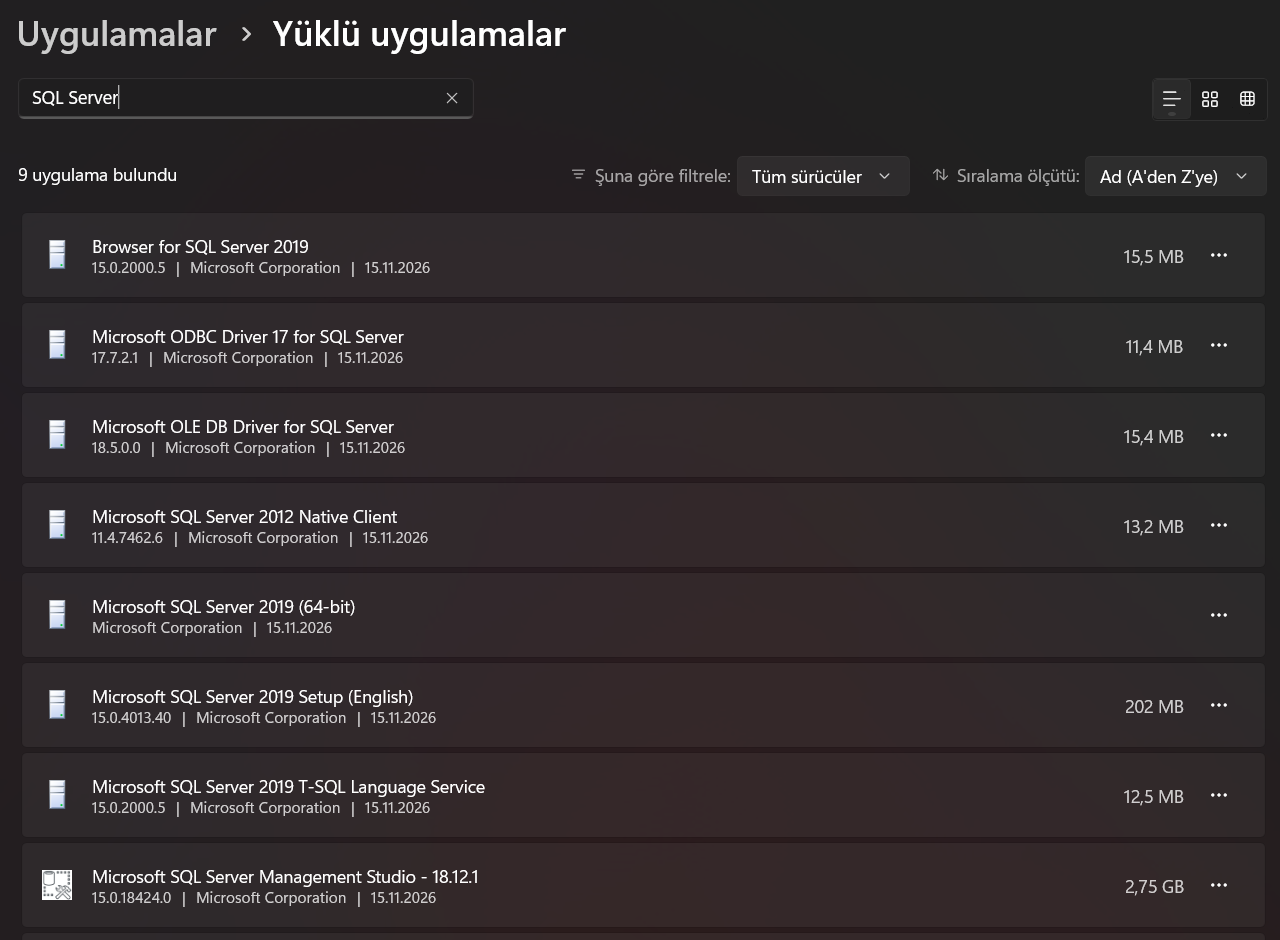 Uygulamalar › Yüklü uygulamalar
SQL Server
9 uygulama bulundu
Şuna göre filtrele: Tüm sürücüler
Sıralama ölçütü: Ad (A'den Z'ye)
Browser for SQL Server 2019
15.0.2000.5 | Microsoft Corporation | 15.11.2026
15,5 MB
Microsoft ODBC Driver 17 for SQL Server
17.7.2.1 | Microsoft Corporation | 15.11.2026
11,4 MB
Microsoft OLE DB Driver for SQL Server
18.5.0.0 | Microsoft Corporation | 15.11.2026
15,4 MB
Microsoft SQL Server 2012 Native Client
11.4.7462.6 | Microsoft Corporation | 15.11.2026
13,2 MB
Microsoft SQL Server 2019 (64-bit)
Microsoft Corporation | 15.11.2026
Microsoft SQL Server 2019 Setup (English)
15.0.4013.40 | Microsoft Corporation | 15.11.2026
202 MB
Microsoft SQL Server 2019 T-SQL Language Service
15.0.2000.5 | Microsoft Corporation | 15.11.2026
12,5 MB
Microsoft SQL Server Management Studio - 18.12.1
15.0.18424.0 | Microsoft Corporation | 15.11.2026
2,75 GB